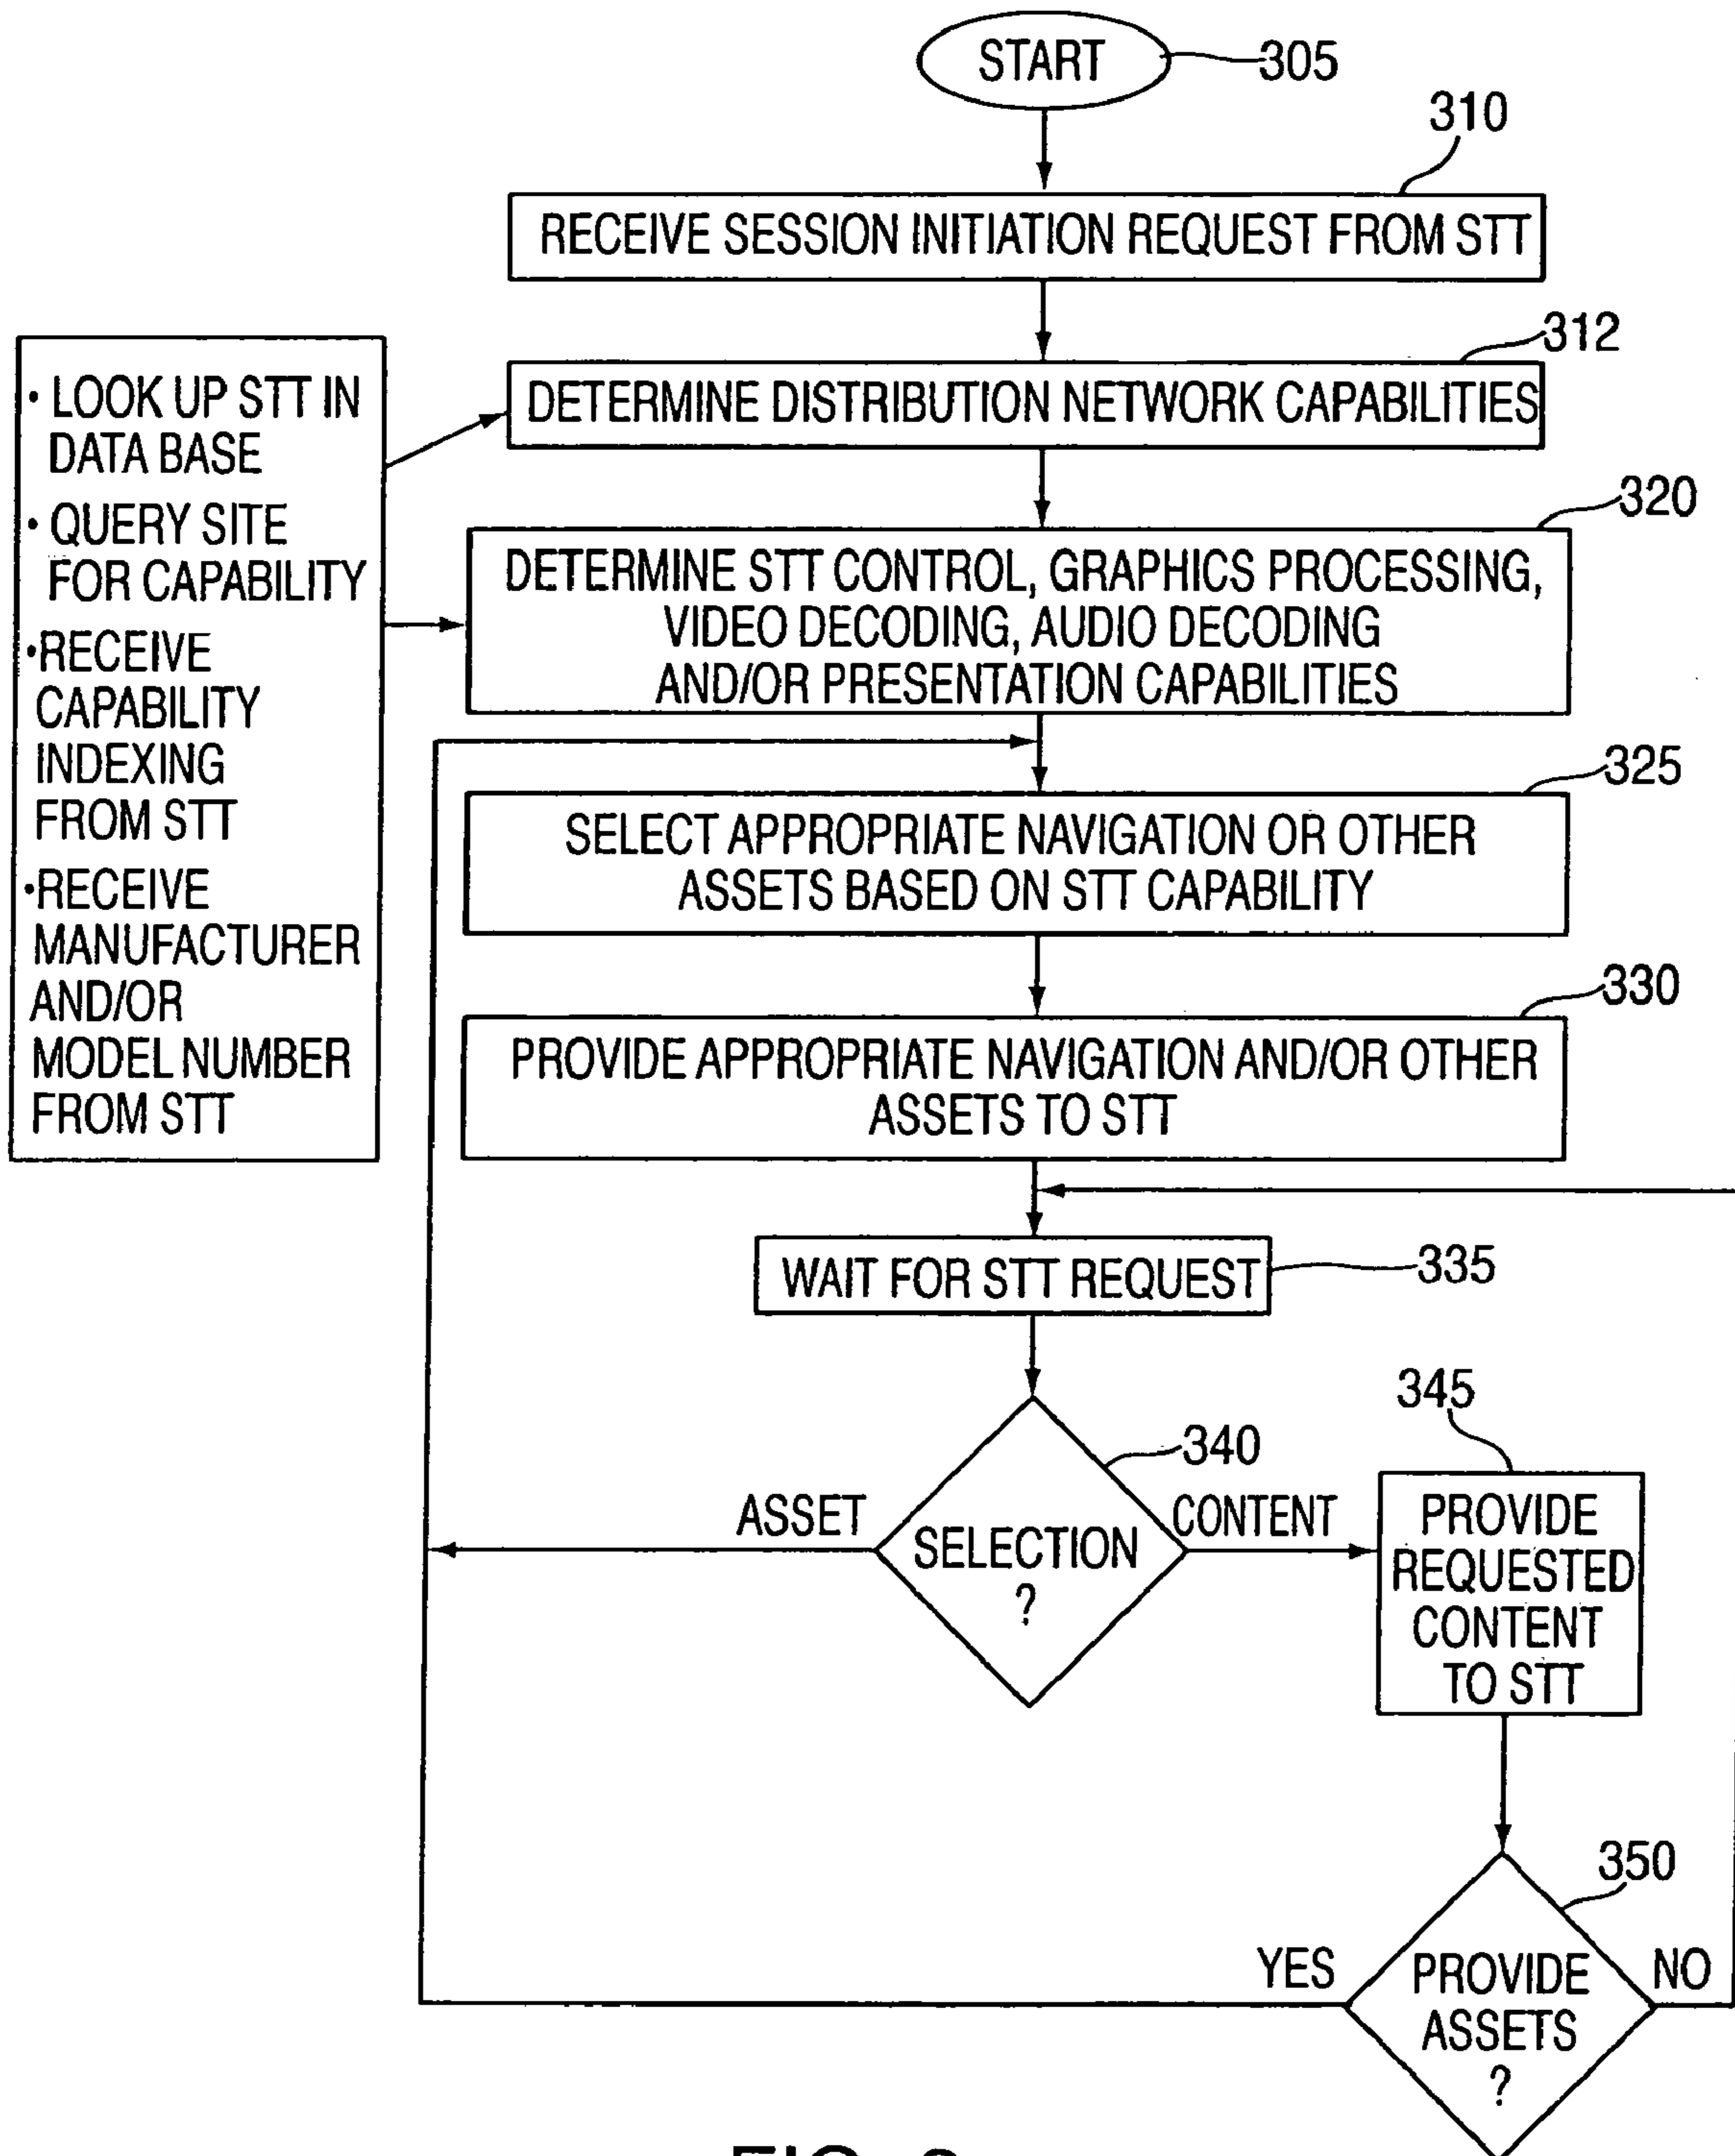 START
305
310
RECEIVE SESSION INITIATION REQUEST FROM STT
312
DETERMINE DISTRIBUTION NETWORK CAPABILITIES
• LOOK UP STT IN
DATA BASE
• QUERY SITE
FOR CAPABILITY
•RECEIVE
CAPABILITY
INDEXING
FROM STT
•RECEIVE
MANUFACTURER
AND/OR
MODEL NUMBER
FROM STT
320
DETERMINE STT CONTROL, GRAPHICS PROCESSING,
VIDEO DECODING, AUDIO DECODING
AND/OR PRESENTATION CAPABILITIES
325
SELECT APPROPRIATE NAVIGATION OR OTHER
ASSETS BASED ON STT CAPABILITY
330
PROVIDE APPROPRIATE NAVIGATION AND/OR OTHER
ASSETS TO STT
WAIT FOR STT REQUEST
335
340
345
ASSET
SELECTION
?
CONTENT
PROVIDE
REQUESTED
CONTENT
TO STT
350
YES
PROVIDE
ASSETS
?
NO